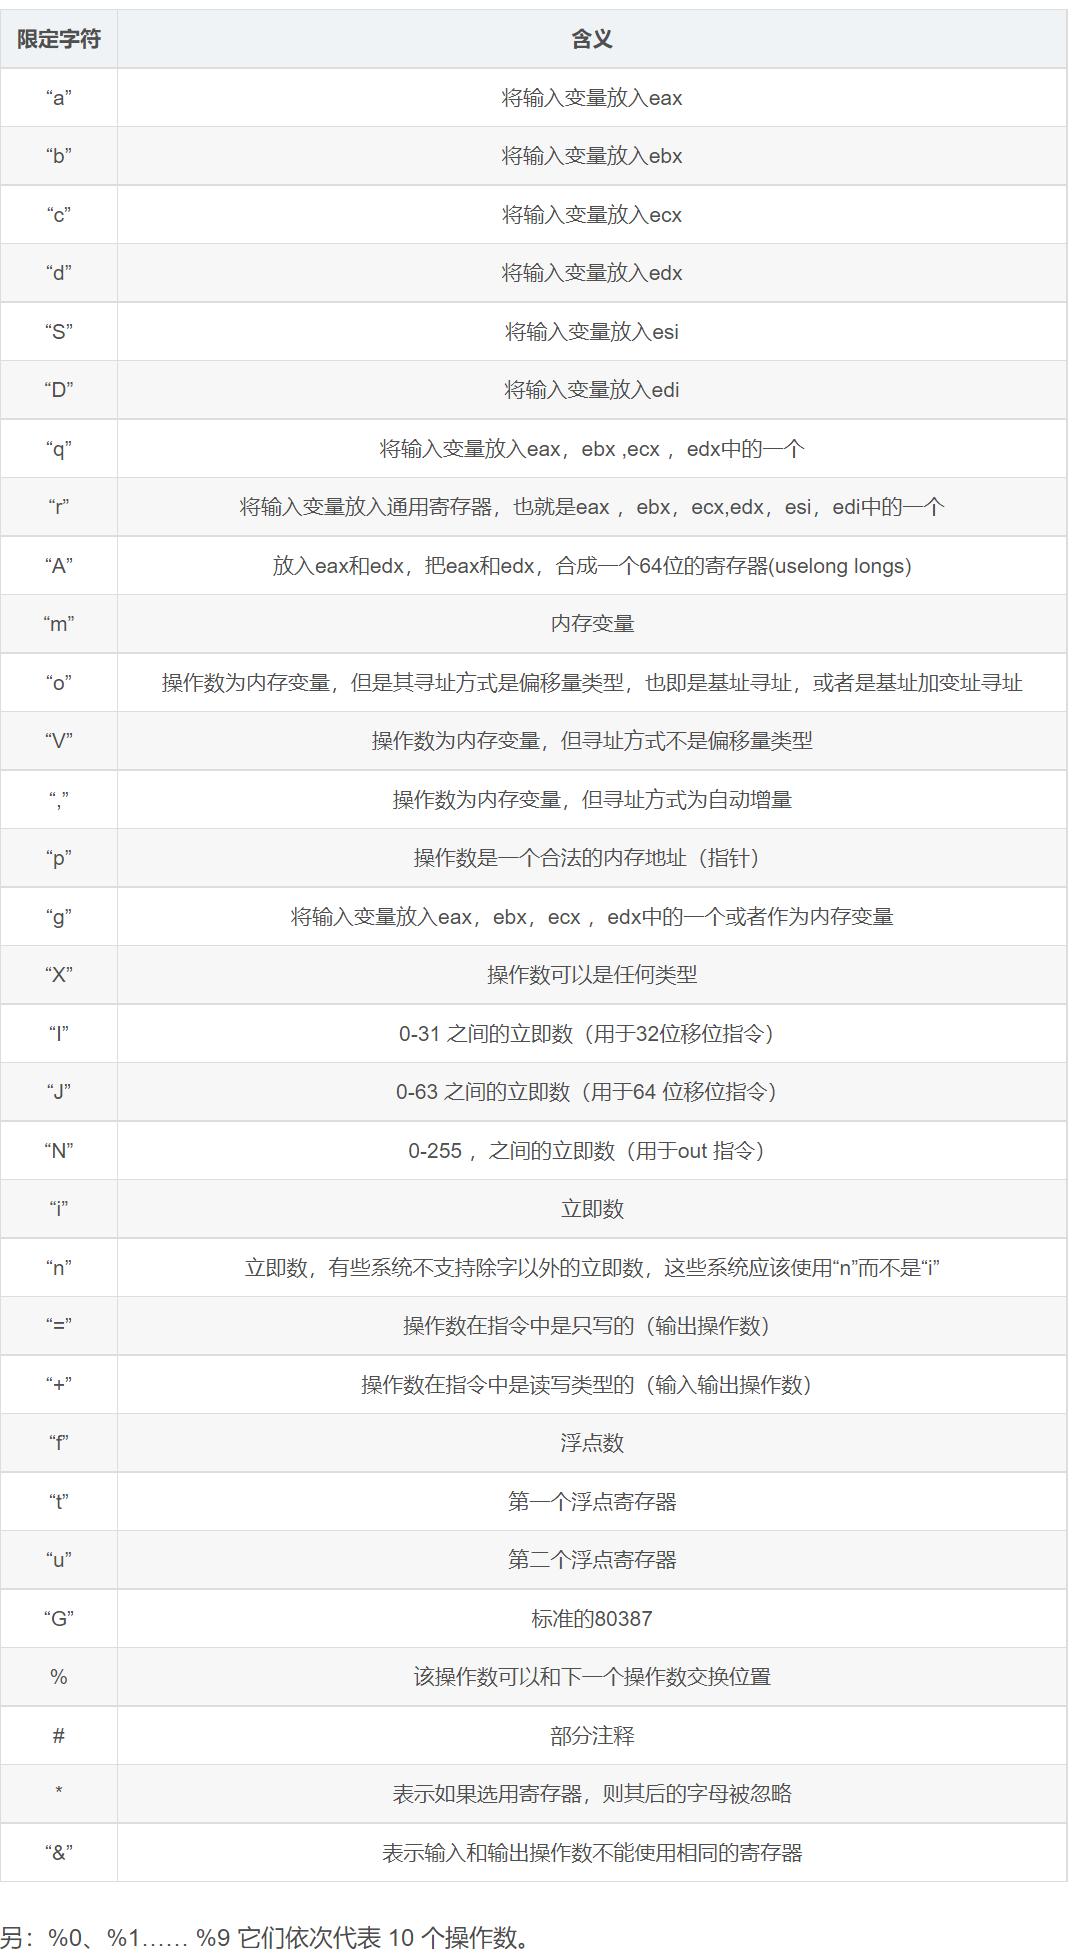 限定字符 含义
“a” 将输入变量放入eax
“b” 将输入变量放入ebx
“c” 将输入变量放入ecx
“d” 将输入变量放入edx
“S” 将输入变量放入esi
“D” 将输入变量放入edi
“q” 将输入变量放入eax，ebx ,ecx ，edx中的一个
“r” 将输入变量放入通用寄存器，也就是eax ，ebx，ecx,edx，esi，edi中的一个
“A” 放入eax和edx，把eax和edx，合成一个64位的寄存器(uselong longs)
“m” 内存变量
“o” 操作数为内存变量，但是其寻址方式是偏移量类型，也即是基址寻址，或者是基址加变址寻址
“V” 操作数为内存变量，但寻址方式不是偏移量类型
“,” 操作数为内存变量，但寻址方式为自动增量
“p” 操作数是一个合法的内存地址（指针）
“g” 将输入变量放入eax，ebx，ecx ，edx中的一个或者作为内存变量
“X” 操作数可以是任何类型
“I” 0-31 之间的立即数（用于32位移位指令）
“J” 0-63 之间的立即数（用于64 位移位指令）
“N” 0-255 ，之间的立即数（用于out 指令）
“i” 立即数
“n” 立即数，有些系统不支持除字以外的立即数，这些系统应该使用“n”而不是“i”
“=” 操作数在指令中是只写的（输出操作数）
“+” 操作数在指令中是读写类型的（输入输出操作数）
“f” 浮点数
“t” 第一个浮点寄存器
“u” 第二个浮点寄存器
“G” 标准的80387
% 该操作数可以和下一个操作数交换位置
# 部分注释
* 表示如果选用寄存器，则其后的字母被忽略
“&” 表示输入和输出操作数不能使用相同的寄存器
另：%0、%1…… %9 它们依次代表 10 个操作数。